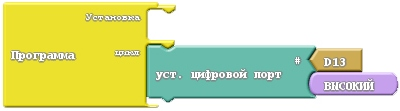 Установка
Программа
цикл
#
D13
уст. цифровой порт
ВЫСОКИЙ